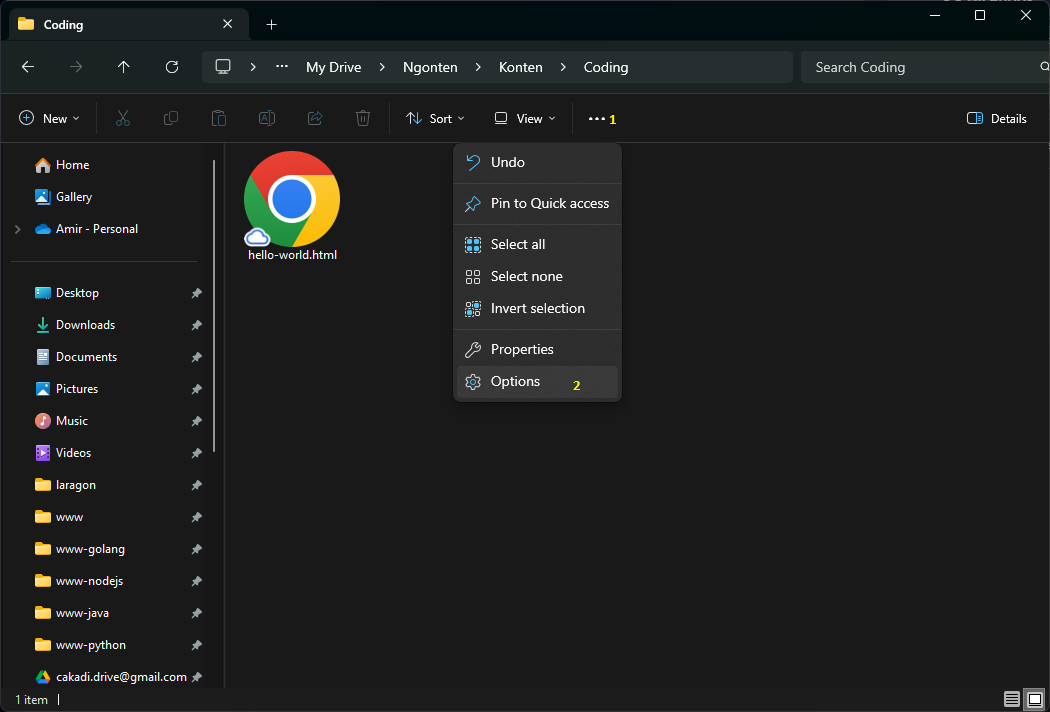 Coding
My Drive > Ngonten > Konten > Coding
Search Coding
New
Sort
View
... 1
Details
Home
Gallery
Amir - Personal
Desktop
Downloads
Documents
Pictures
Music
Videos
laragon
www
www-golang
www-nodejs
www-java
www-python
cakadi.drive@gmail.com
hello-world.html
Undo
Pin to Quick access
Select all
Select none
Invert selection
Properties
Options 2
1 item